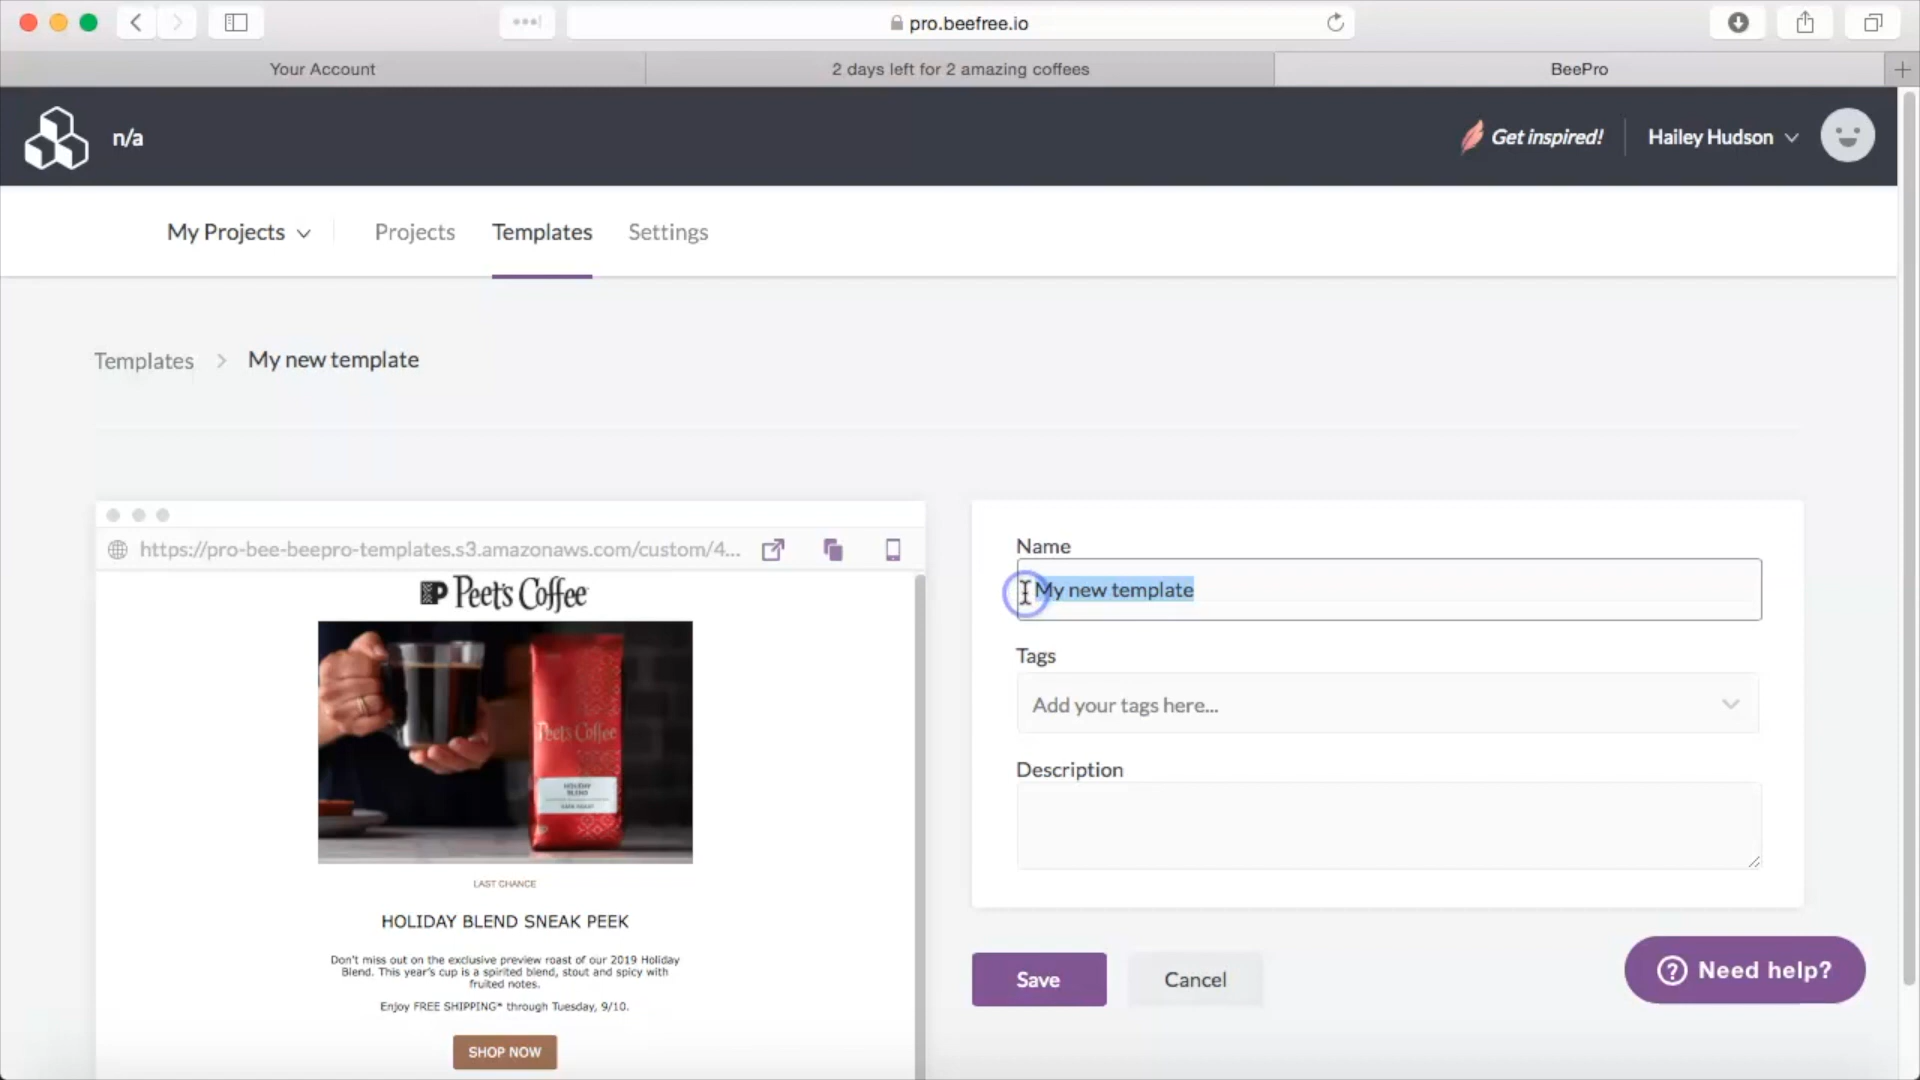 pro.beefree.io
Your Account
2 days left for 2 amazing coffees
BeePro
n/a
Get inspired!
Hailey Hudson
My Projects
Projects
Templates
Settings
Templates > My new template
https://pro-bee-beepro-templates.s3.amazonaws.com/custom/4...
Peet's Coffee
Peet's Coffee
HOLIDAY
BLEND
LAST CHANCE
HOLIDAY BLEND SNEAK PEEK
Don't miss out on the exclusive preview roast of our 2019 Holiday
Blend. This year's cup is a spirited blend, stout and spicy with
fruited notes.
Enjoy FREE SHIPPING* through Tuesday, 9/10.
SHOP NOW
Name
My new template
Tags
Add your tags here...
Description
Save
Cancel
Need help?